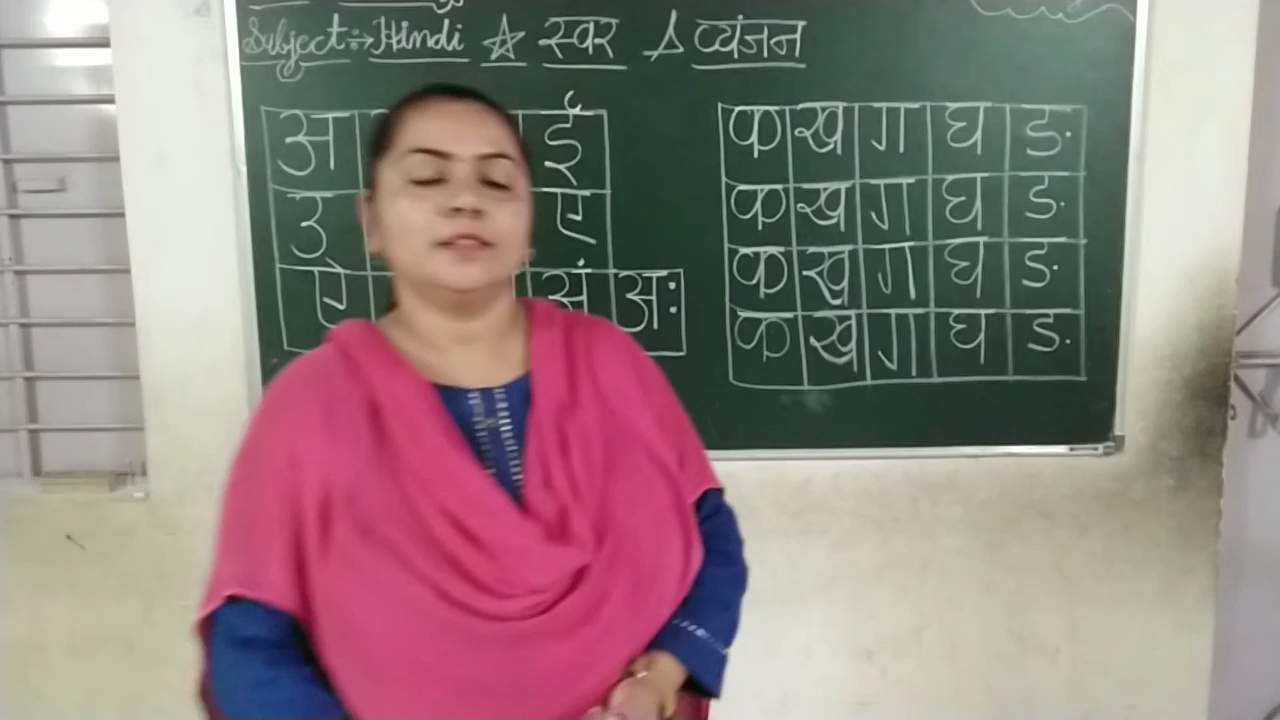 Subject:→Hindi ☆ स्वर △ व्यंजन
अ ई
उ ए
ऐ अं अः
क ख ग घ ङ
क ख ग घ ङ
क ख ग घ ङ
क ख ग घ ङ